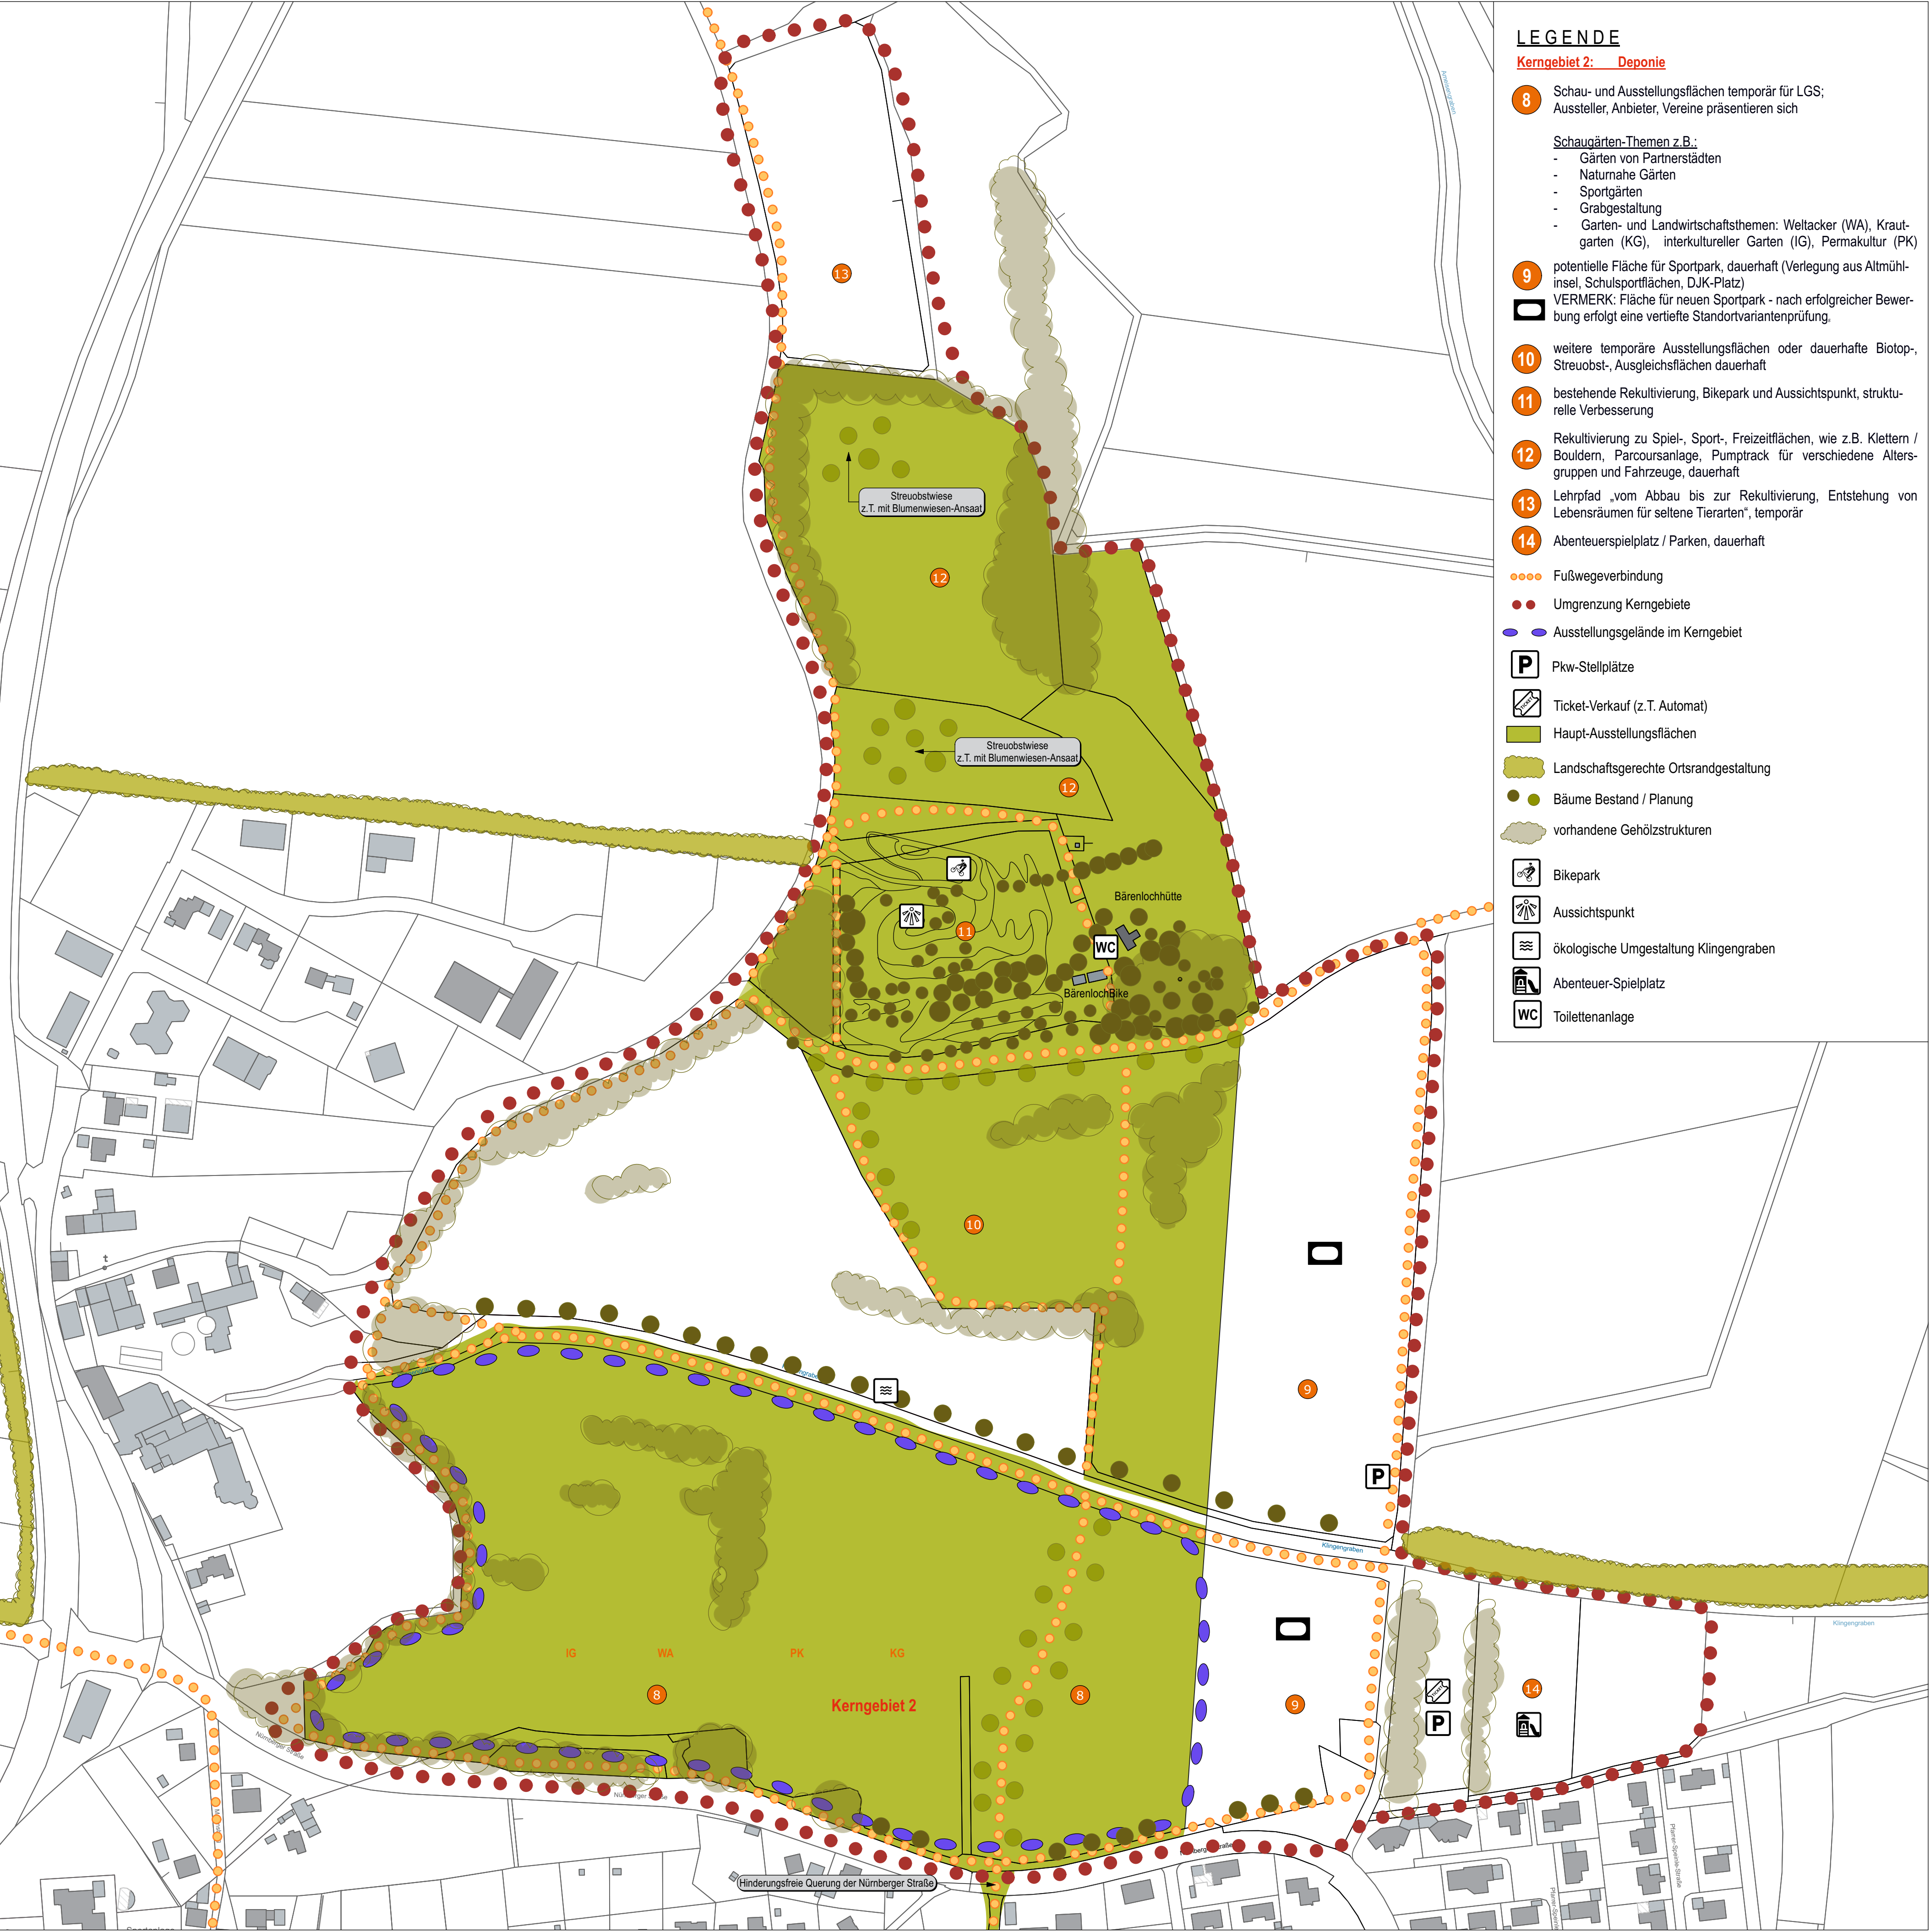 LEGENDE
Kerngebiet 2: Deponie
8
Schau- und Ausstellungsflächen temporär für LGS;
Aussteller, Anbieter, Vereine präsentieren sich
Schaugärten-Themen z.B.:
- Gärten von Partnerstädten
- Naturnahe Gärten
- Sportgärten
- Grabgestaltung
- Garten- und Landwirtschaftsthemen: Weltacker (WA), Kraut-
garten (KG), interkultureller Garten (IG), Permakultur (PK)
9
potentielle Fläche für Sportpark, dauerhaft (Verlegung aus Altmühl-
insel, Schulsportflächen, DJK-Platz)
VERMERK: Fläche für neuen Sportpark - nach erfolgreicher Bewer-
bung erfolgt eine vertiefte Standortvariantenprüfung.
10
weitere temporäre Ausstellungsflächen oder dauerhafte Biotop-,
Streuobst-, Ausgleichsflächen dauerhaft
11
bestehende Rekultivierung, Bikepark und Aussichtspunkt, struktu-
relle Verbesserung
12
Rekultivierung zu Spiel-, Sport-, Freizeitflächen, wie z.B. Klettern /
Bouldern, Parcoursanlage, Pumptrack für verschiedene Alters-
gruppen und Fahrzeuge, dauerhaft
13
Lehrpfad „vom Abbau bis zur Rekultivierung, Entstehung von
Lebensräumen für seltene Tierarten“, temporär
14
Abenteuerspielplatz / Parken, dauerhaft
Fußwegeverbindung
Umgrenzung Kerngebiete
Ausstellungsgelände im Kerngebiet
P
Pkw-Stellplätze
TICKET
Ticket-Verkauf (z.T. Automat)
Haupt-Ausstellungsflächen
Landschaftsgerechte Ortsrandgestaltung
Bäume Bestand / Planung
vorhandene Gehölzstrukturen
Bikepark
Aussichtspunkt
ökologische Umgestaltung Klingengraben
Abenteuer-Spielplatz
WC
Toilettenanlage
Ameisengraben
13
Streuobstwiese
z.T. mit Blumenwiesen-Ansaat
12
Streuobstwiese
z.T. mit Blumenwiesen-Ansaat
12
Bärenlochhütte
11
WC
BärenlochBike
10
9
P
Klingengraben
Klingengraben
IG
WA
PK
KG
8
Kerngebiet 2
8
9
TICKET
P
14
Nürnberger Straße
Hinderungsfreie Querung der Nürnberger Straße
Pfarrer-Speinle-Straße